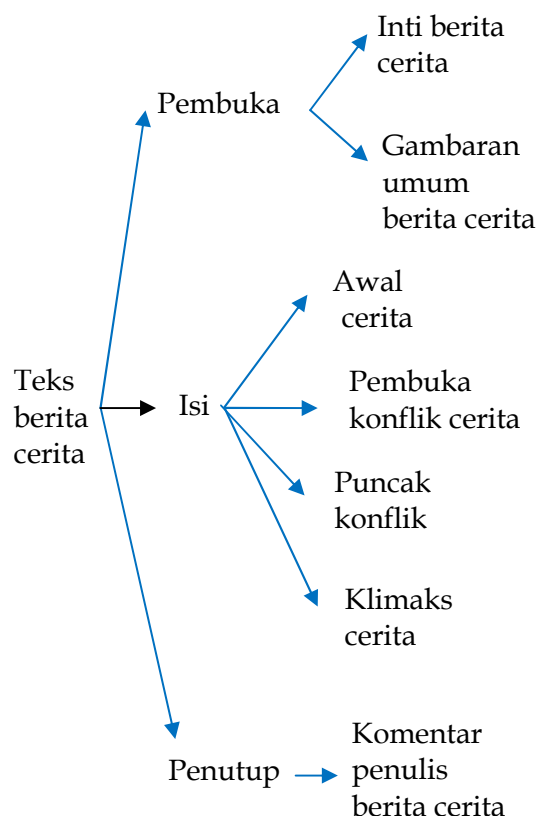 Inti berita
cerita
Pembuka
Gambaran
umum
berita cerita
Awal
cerita
Teks
berita
cerita
Isi
Pembuka
konflik cerita
Puncak
konflik
Klimaks
cerita
Penutup
Komentar
penulis
berita cerita